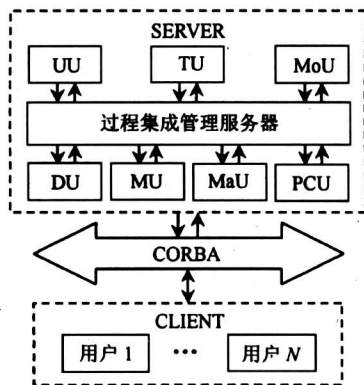 SERVER
UU TU MoU
过程集成管理服务器
DU MU MaU PCU
CORBA
CLIENT
用户 1 ··· 用户 N